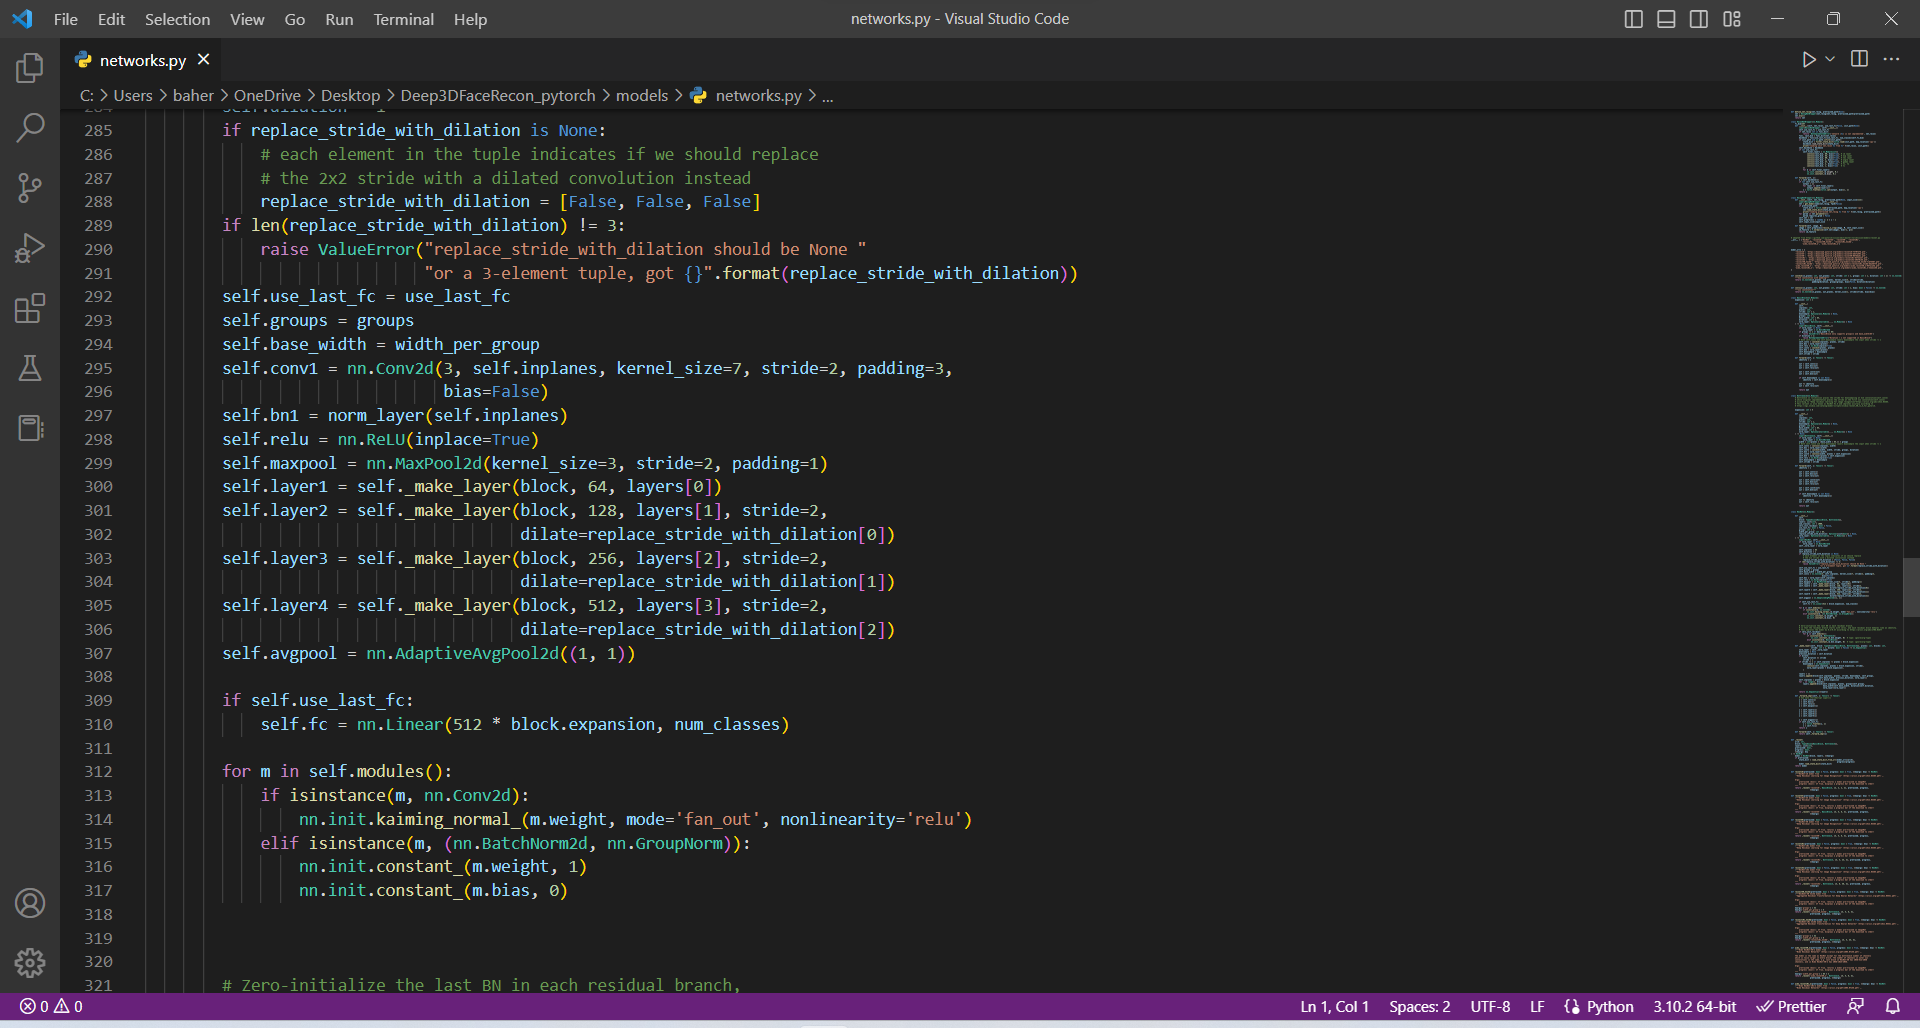 File Edit Selection View Go Run Terminal Help
networks.py - Visual Studio Code
networks.py
C: > Users > baher > OneDrive > Desktop > Deep3DFaceRecon_pytorch > models > networks.py > ...
285 if replace_stride_with_dilation is None:
286 # each element in the tuple indicates if we should replace
287 # the 2x2 stride with a dilated convolution instead
288 replace_stride_with_dilation = [False, False, False]
289 if len(replace_stride_with_dilation) != 3:
290 raise ValueError("replace_stride_with_dilation should be None "
291 "or a 3-element tuple, got {}".format(replace_stride_with_dilation))
292 self.use_last_fc = use_last_fc
293 self.groups = groups
294 self.base_width = width_per_group
295 self.conv1 = nn.Conv2d(3, self.inplanes, kernel_size=7, stride=2, padding=3,
296 bias=False)
297 self.bn1 = norm_layer(self.inplanes)
298 self.relu = nn.ReLU(inplace=True)
299 self.maxpool = nn.MaxPool2d(kernel_size=3, stride=2, padding=1)
300 self.layer1 = self._make_layer(block, 64, layers[0])
301 self.layer2 = self._make_layer(block, 128, layers[1], stride=2,
302 dilate=replace_stride_with_dilation[0])
303 self.layer3 = self._make_layer(block, 256, layers[2], stride=2,
304 dilate=replace_stride_with_dilation[1])
305 self.layer4 = self._make_layer(block, 512, layers[3], stride=2,
306 dilate=replace_stride_with_dilation[2])
307 self.avgpool = nn.AdaptiveAvgPool2d((1, 1))
308
309 if self.use_last_fc:
310 self.fc = nn.Linear(512 * block.expansion, num_classes)
311
312 for m in self.modules():
313 if isinstance(m, nn.Conv2d):
314 nn.init.kaiming_normal_(m.weight, mode='fan_out', nonlinearity='relu')
315 elif isinstance(m, (nn.BatchNorm2d, nn.GroupNorm)):
316 nn.init.constant_(m.weight, 1)
317 nn.init.constant_(m.bias, 0)
318
319
320
321 # Zero-initialize the last BN in each residual branch,
0 0 Ln 1, Col 1 Spaces: 2 UTF-8 LF Python 3.10.2 64-bit Prettier